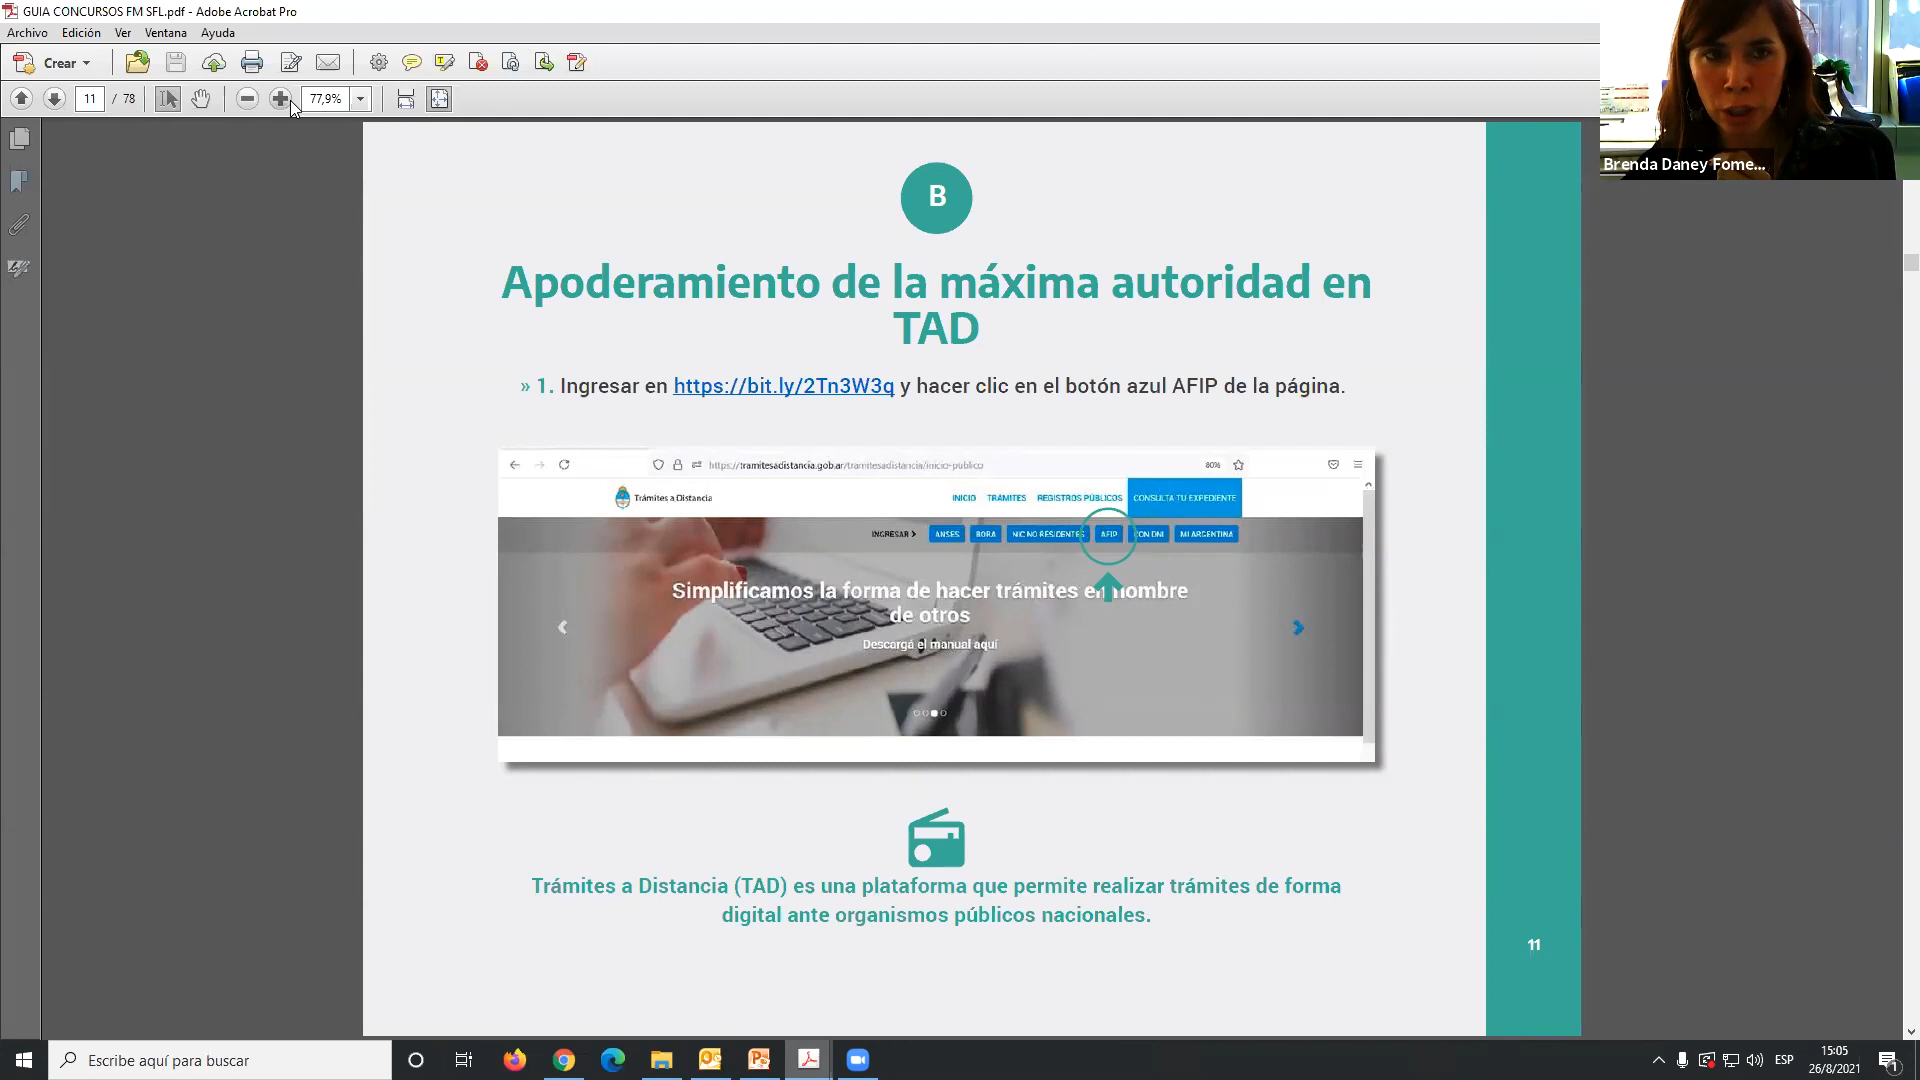 GUIA CONCURSOS FM SFL.pdf - Adobe Acrobat Pro
Archivo Edición Ver Ventana Ayuda
Crear
11 / 78 77,9%
Brenda Daney Fome...
B
Apoderamiento de la máxima autoridad en
TAD
» 1. Ingresar en https://bit.ly/2Tn3W3q y hacer clic en el botón azul AFIP de la página.
https://tramitesadistancia.gob.ar/tramitesadistancia/inicio-publico 80%
Trámites a Distancia INICIO TRÁMITES REGISTROS PÚBLICOS CONSULTA TU EXPEDIENTE
INGRESAR ANSES BORA NIC NO RESIDENTES AFIP CON DNI MI ARGENTINA
Simplificamos la forma de hacer trámites en nombre
de otros
Descargá el manual aquí
Trámites a Distancia (TAD) es una plataforma que permite realizar trámites de forma
digital ante organismos públicos nacionales.
11
Escribe aquí para buscar
ESP
15:05
26/8/2021
1